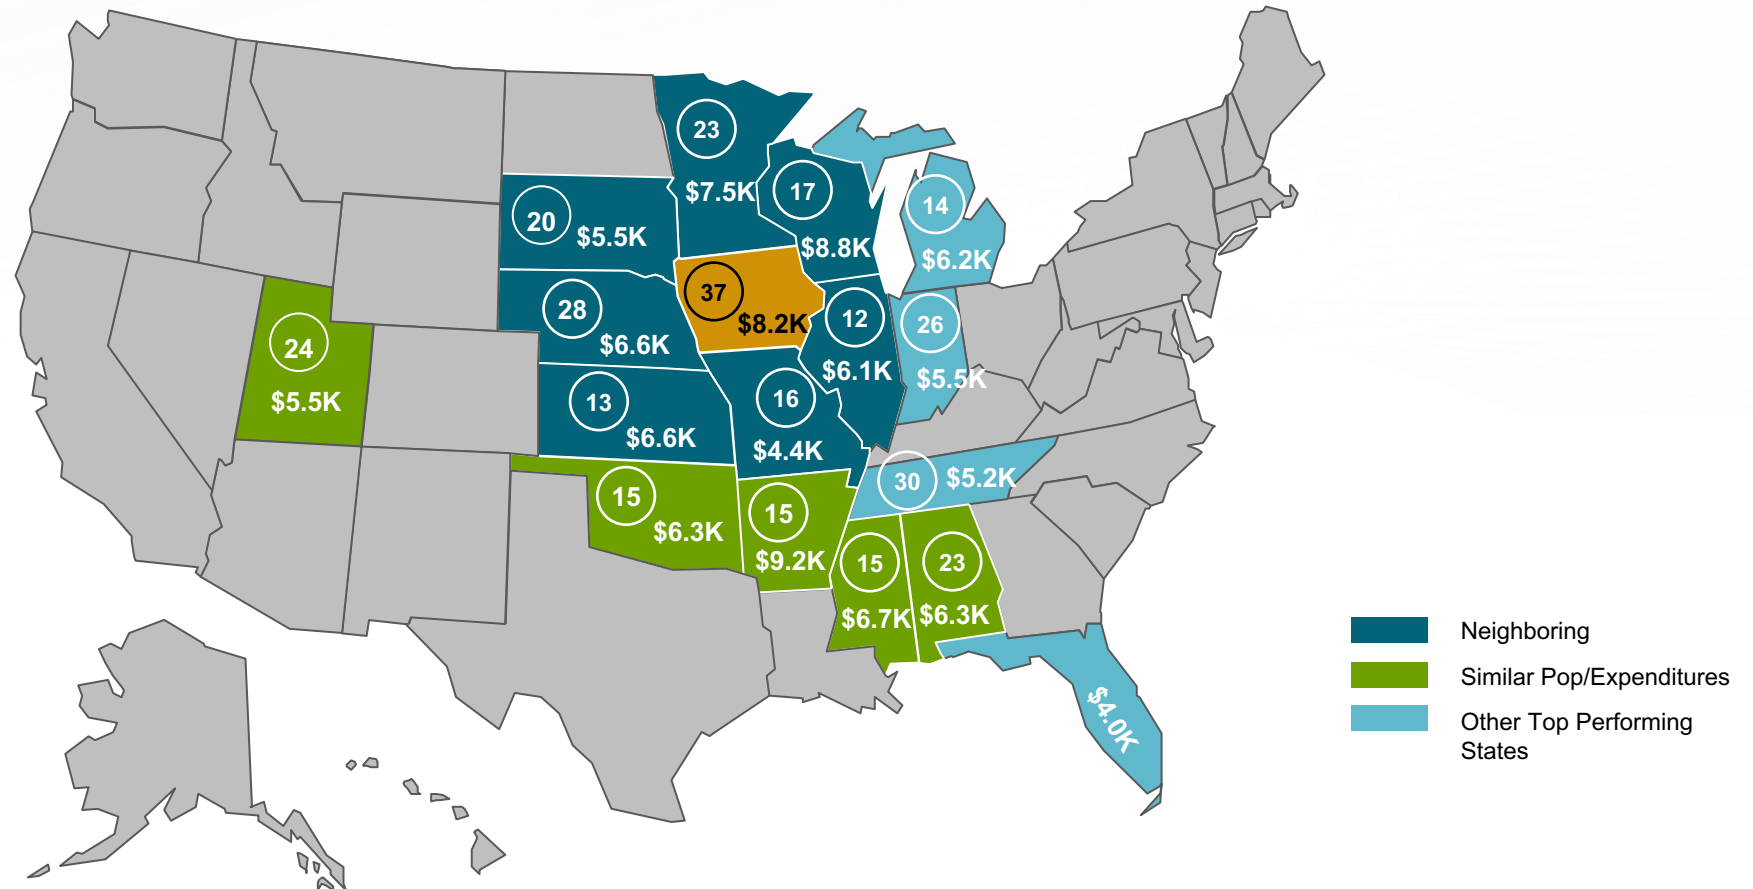 23
$7.5K
17
$8.8K
14
$6.2K
20
$5.5K
37
$8.2K
28
$6.6K
12
$6.1K
26
$5.5K
24
$5.5K
13
$6.6K
16
$4.4K
30
$5.2K
15
$6.3K
15
$9.2K
15
$6.7K
23
$6.3K
$4.0K
Neighboring
Similar Pop/Expenditures
Other Top Performing
States